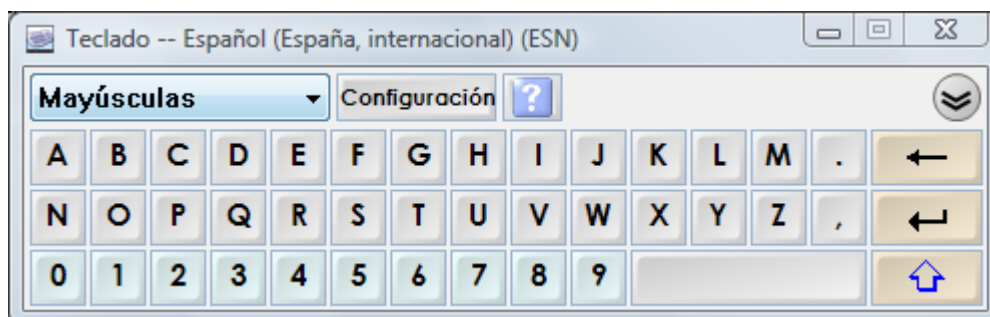 Teclado -- Español (España, internacional) (ESN)
Mayúsculas Configuración ?
A B C D E F G H I J K L M .
N O P Q R S T U V W X Y Z ,
0 1 2 3 4 5 6 7 8 9